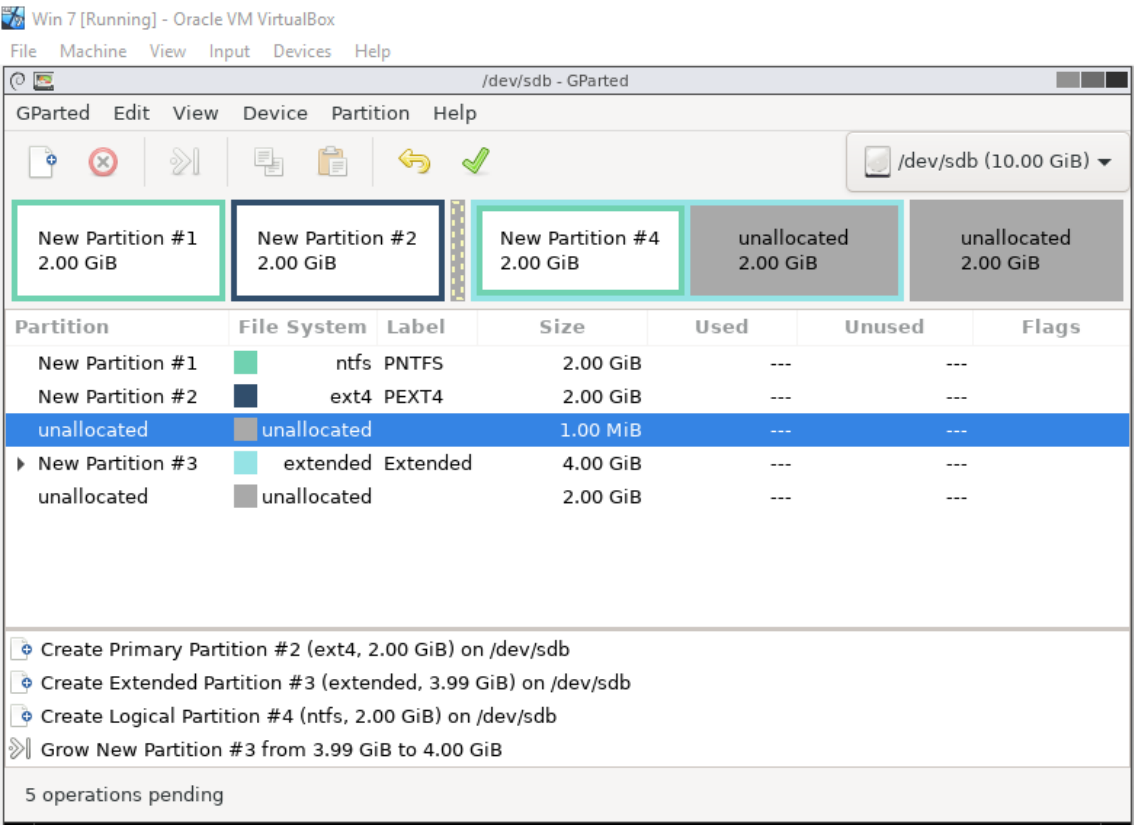 Win 7 [Running] - Oracle VM VirtualBox
File Machine View Input Devices Help
/dev/sdb - GParted
GParted Edit View Device Partition Help
/dev/sdb (10.00 GiB)
New Partition #1 New Partition #2 New Partition #4 unallocated unallocated
2.00 GiB 2.00 GiB 2.00 GiB 2.00 GiB 2.00 GiB
Partition File System Label Size Used Unused Flags
New Partition #1 ntfs PNTFS 2.00 GiB --- ---
New Partition #2 ext4 PEXT4 2.00 GiB --- ---
unallocated unallocated 1.00 MiB --- ---
New Partition #3 extended Extended 4.00 GiB --- ---
unallocated unallocated 2.00 GiB --- ---
Create Primary Partition #2 (ext4, 2.00 GiB) on /dev/sdb
Create Extended Partition #3 (extended, 3.99 GiB) on /dev/sdb
Create Logical Partition #4 (ntfs, 2.00 GiB) on /dev/sdb
Grow New Partition #3 from 3.99 GiB to 4.00 GiB
5 operations pending